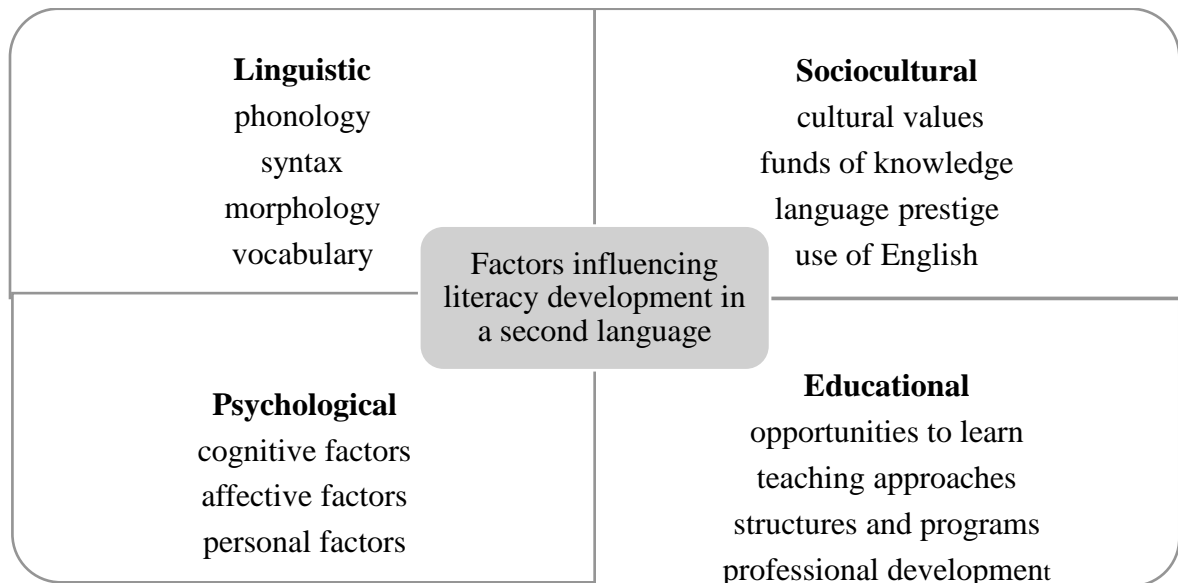 Linguistic
phonology
syntax
morphology
vocabulary
Sociocultural
cultural values
funds of knowledge
language prestige
use of English
Factors influencing
literacy development in
a second language
Psychological
cognitive factors
affective factors
personal factors
Educational
opportunities to learn
teaching approaches
structures and programs
professional development